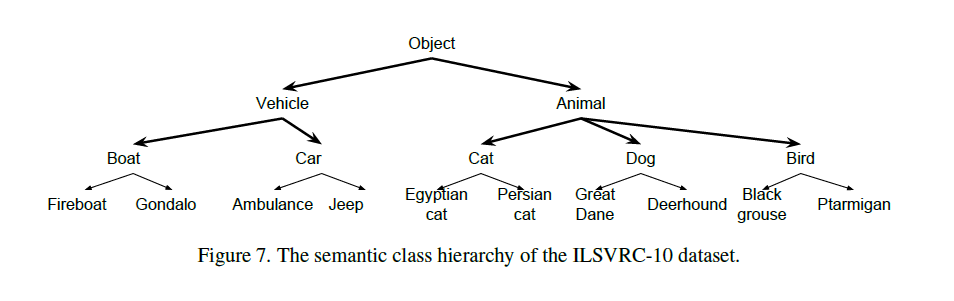 Object
Vehicle Animal
Boat Car Cat Dog Bird
Fireboat Gondalo Ambulance Jeep Egyptian cat Persian cat Great Dane Deerhound Black grouse Ptarmigan
Figure 7. The semantic class hierarchy of the ILSVRC-10 dataset.